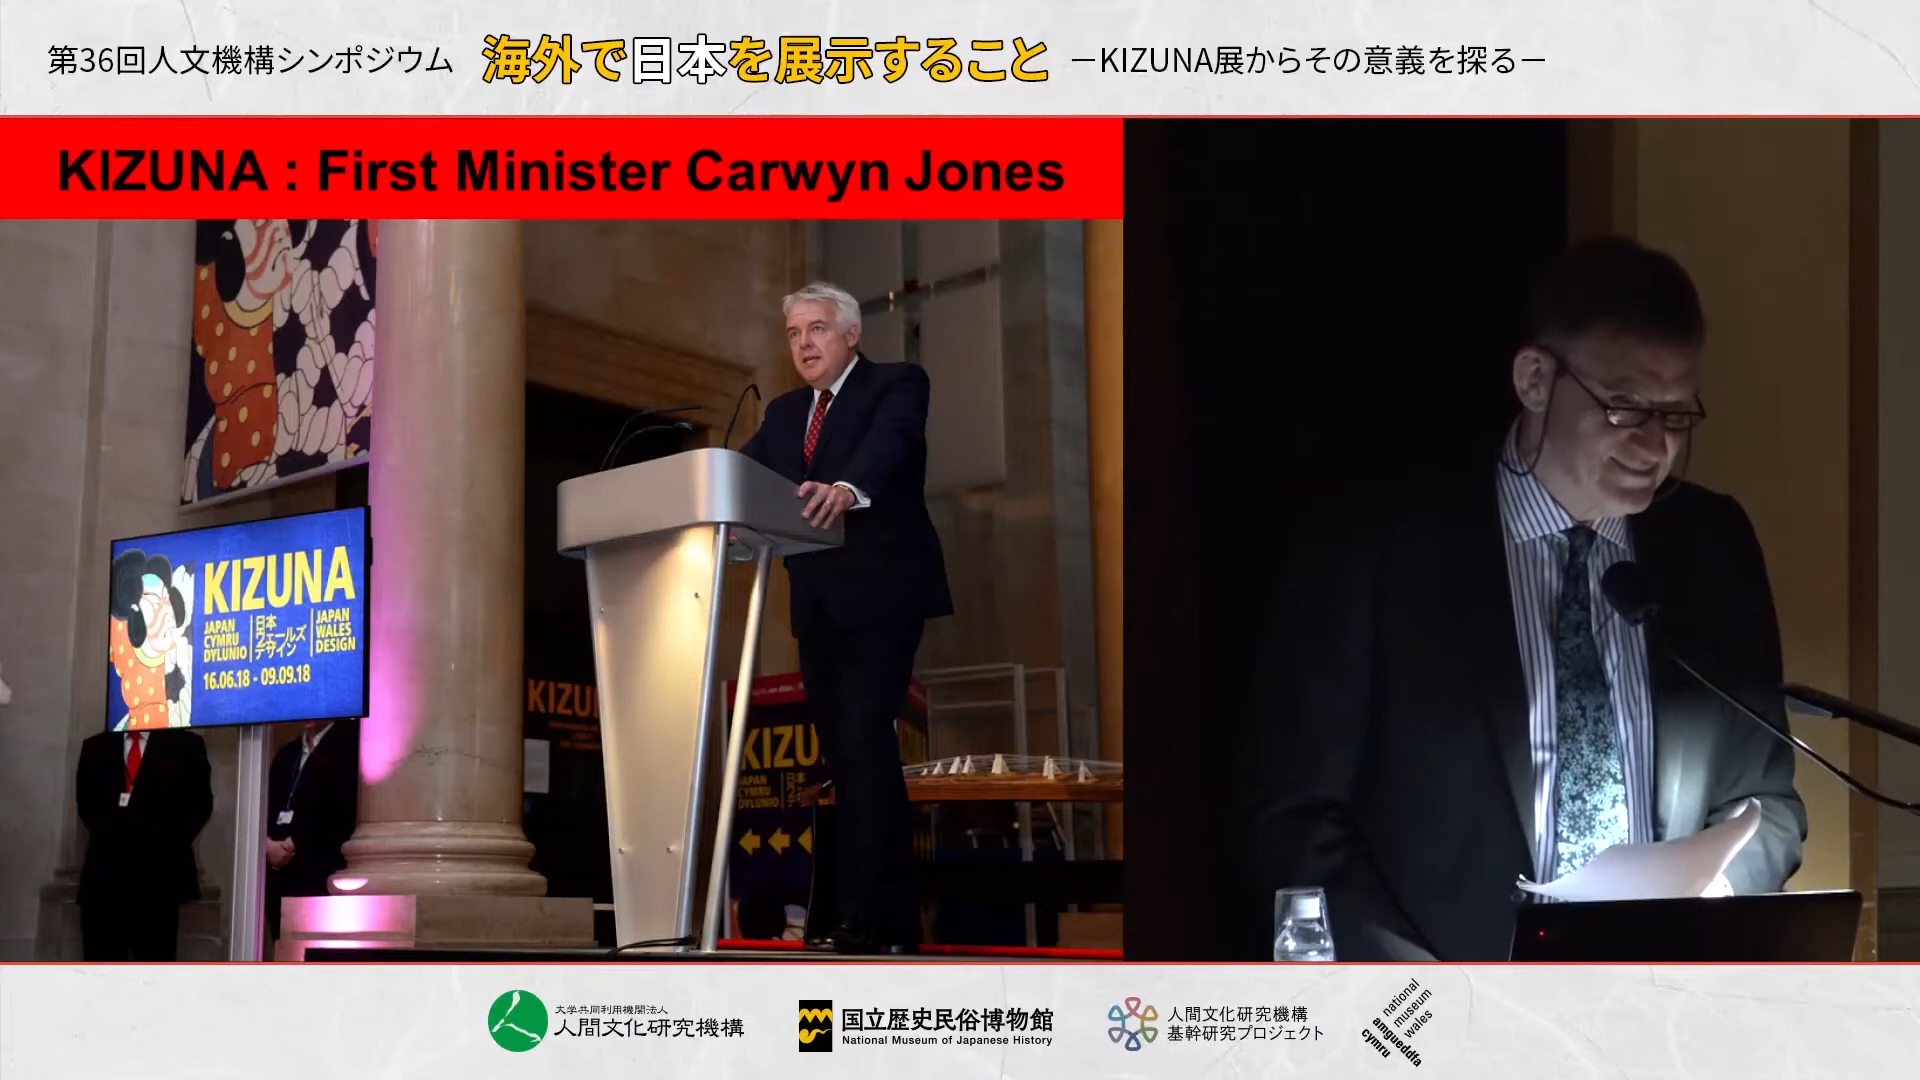 第36回人文機構シンポジウム 海外で日本を展示すること －KIZUNA展からその意義を探る－
KIZUNA : First Minister Carwyn Jones
KIZUNA
JAPAN
CYMRU
DYLUNIO
日本
ウェールズ
デザイン
JAPAN
WALES
DESIGN
16.06.18 - 09.09.18
KIZU
KIZU
JAPAN
CYMRU
DYLUNIO
日本
大学共同利用機関法人
人間文化研究機構
国立歴史民俗博物館
National Museum of Japanese History
人間文化研究機構
基幹研究プロジェクト
national
museum
wales
amgueddfa
cymru